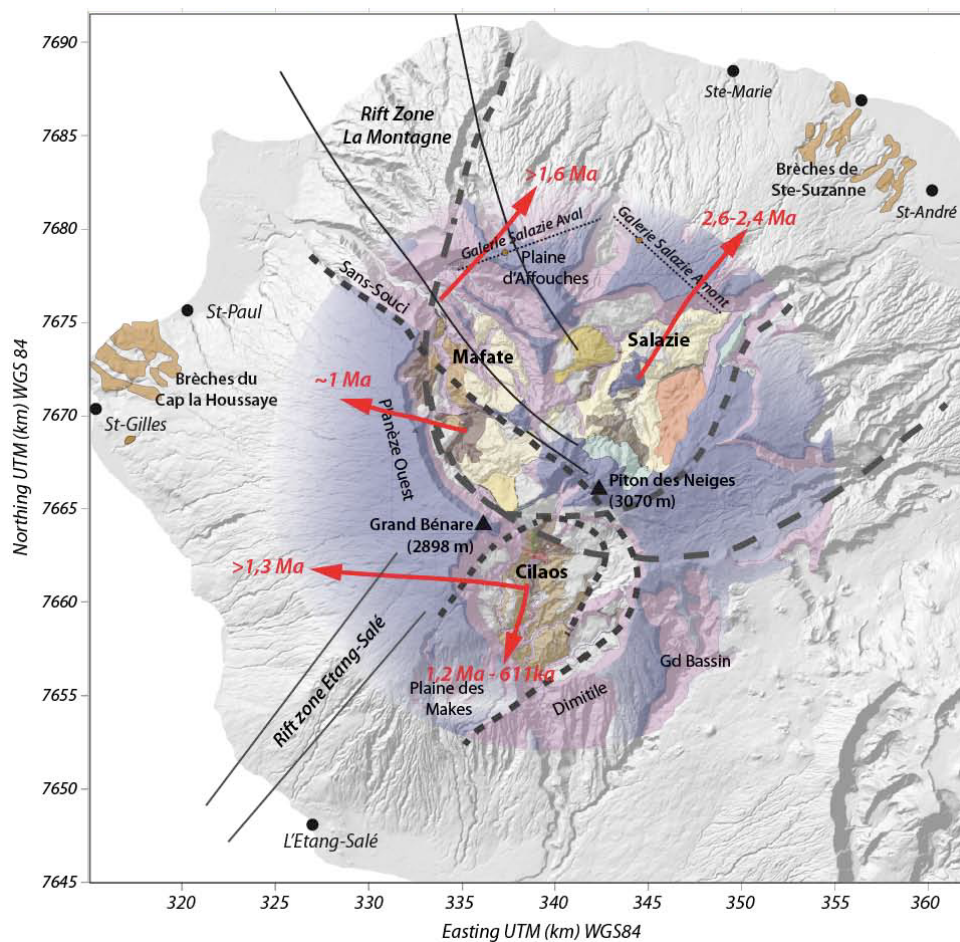 7690
7685
7680
7675
7670
7665
7660
7655
7650
7645
Northing UTM (km) WGS 84
Rift Zone
La Montagne
Ste-Marie
Brèches de
Ste-Suzanne
St-André
>1,6 Ma
2,6-2,4 Ma
Galerie Salazie Aval
Galerie Salazie Amont
Plaine
d'Affouches
Sans-Souci
St-Paul
Mafate
Salazie
Brèches du
Cap la Houssaye
~1 Ma
St-Gilles
Planèze Ouest
Piton des Neiges
(3070 m)
Grand Bénare
(2898 m)
>1,3 Ma
Cilaos
1,2 Ma - 611ka
Gd Bassin
Plaine des
Makes
Dimitile
Rift zone Etang-Salé
L'Etang-Salé
320
325
330
335
340
345
350
355
360
Easting UTM (km) WGS84